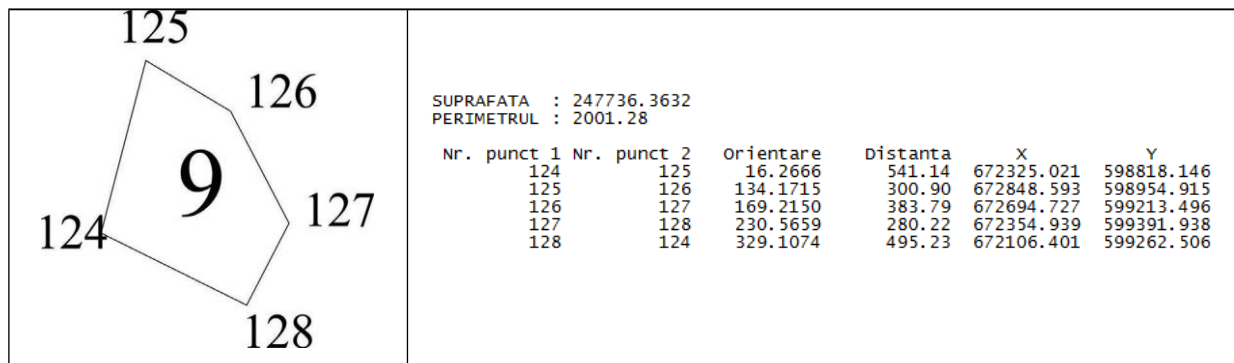 125
126
9
127
124
128
SUPRAFATA : 247736.3632
PERIMETRUL : 2001.28
Nr. punct 1 Nr. punct 2 Orientare Distanta X Y
124 125 16.2666 541.14 672325.021 598818.146
125 126 134.1715 300.90 672848.593 598954.915
126 127 169.2150 383.79 672694.727 599213.496
127 128 230.5659 280.22 672354.939 599391.938
128 124 329.1074 495.23 672106.401 599262.506